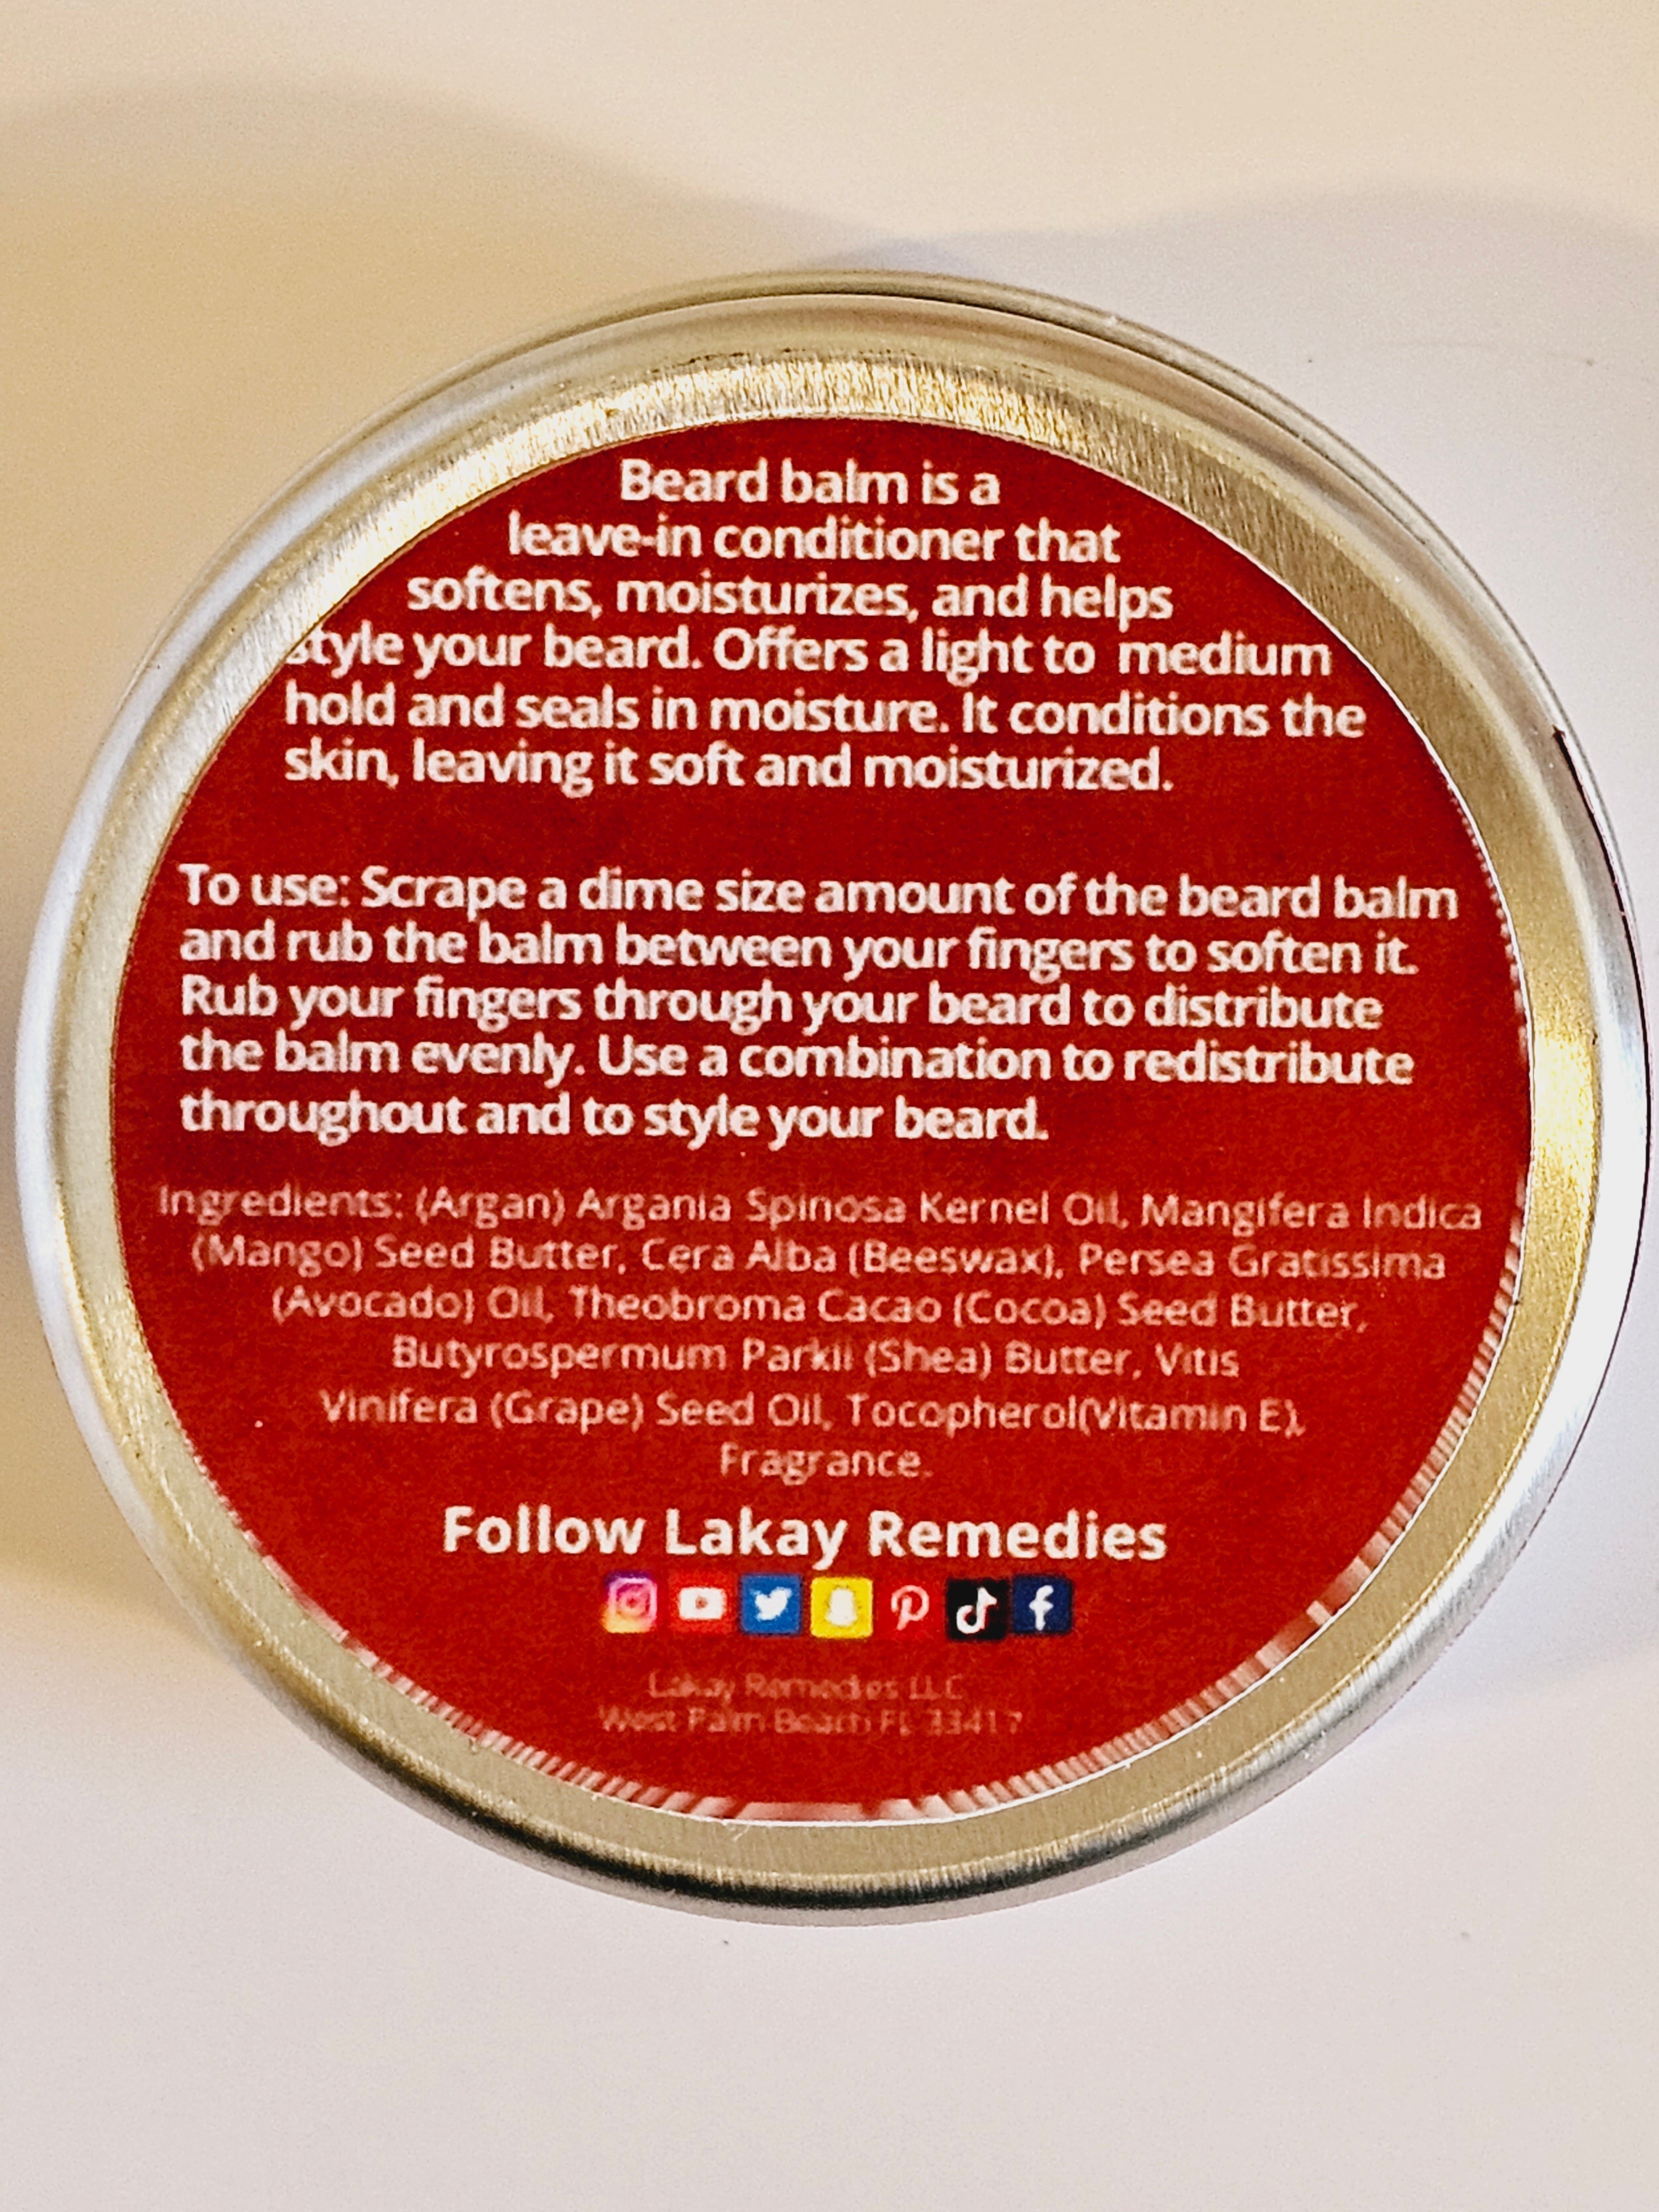 Beard balm is a
leave-in conditioner that
softens, moisturizes, and helps
style your beard. Offers a light to medium
hold and seals in moisture. It conditions the
skin, leaving it soft and moisturized.
To use: Scrape a dime size amount of the beard balm
and rub the balm between your fingers to soften it.
Rub your fingers through your beard to distribute
the balm evenly. Use a combination to redistribute
throughout and to style your beard.
Ingredients: (Argan) Argania Spinosa Kernel Oil, Mangifera Indica
(Mango) Seed Butter, Cera Alba (Beeswax), Persea Gratissima
(Avocado) Oil, Theobroma Cacao (Cocoa) Seed Butter,
Butyrospermum Parkii (Shea) Butter, Vitis
Vinifera (Grape) Seed Oil, Tocopherol(Vitamin E),
Fragrance.
Follow Lakay Remedies
Lakay Remedies LLC
West Palm Beach FL 33417